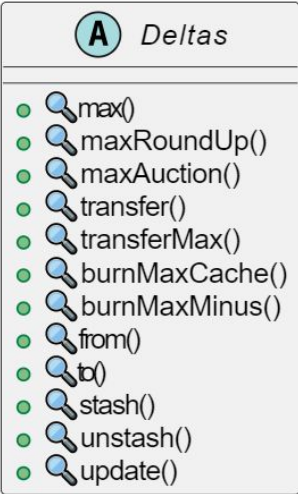 A Deltas
max()
maxRoundUp()
maxAuction()
transfer()
transferMax()
burnMaxCache()
burnMaxMinus()
from()
to()
stash()
unstash()
update()